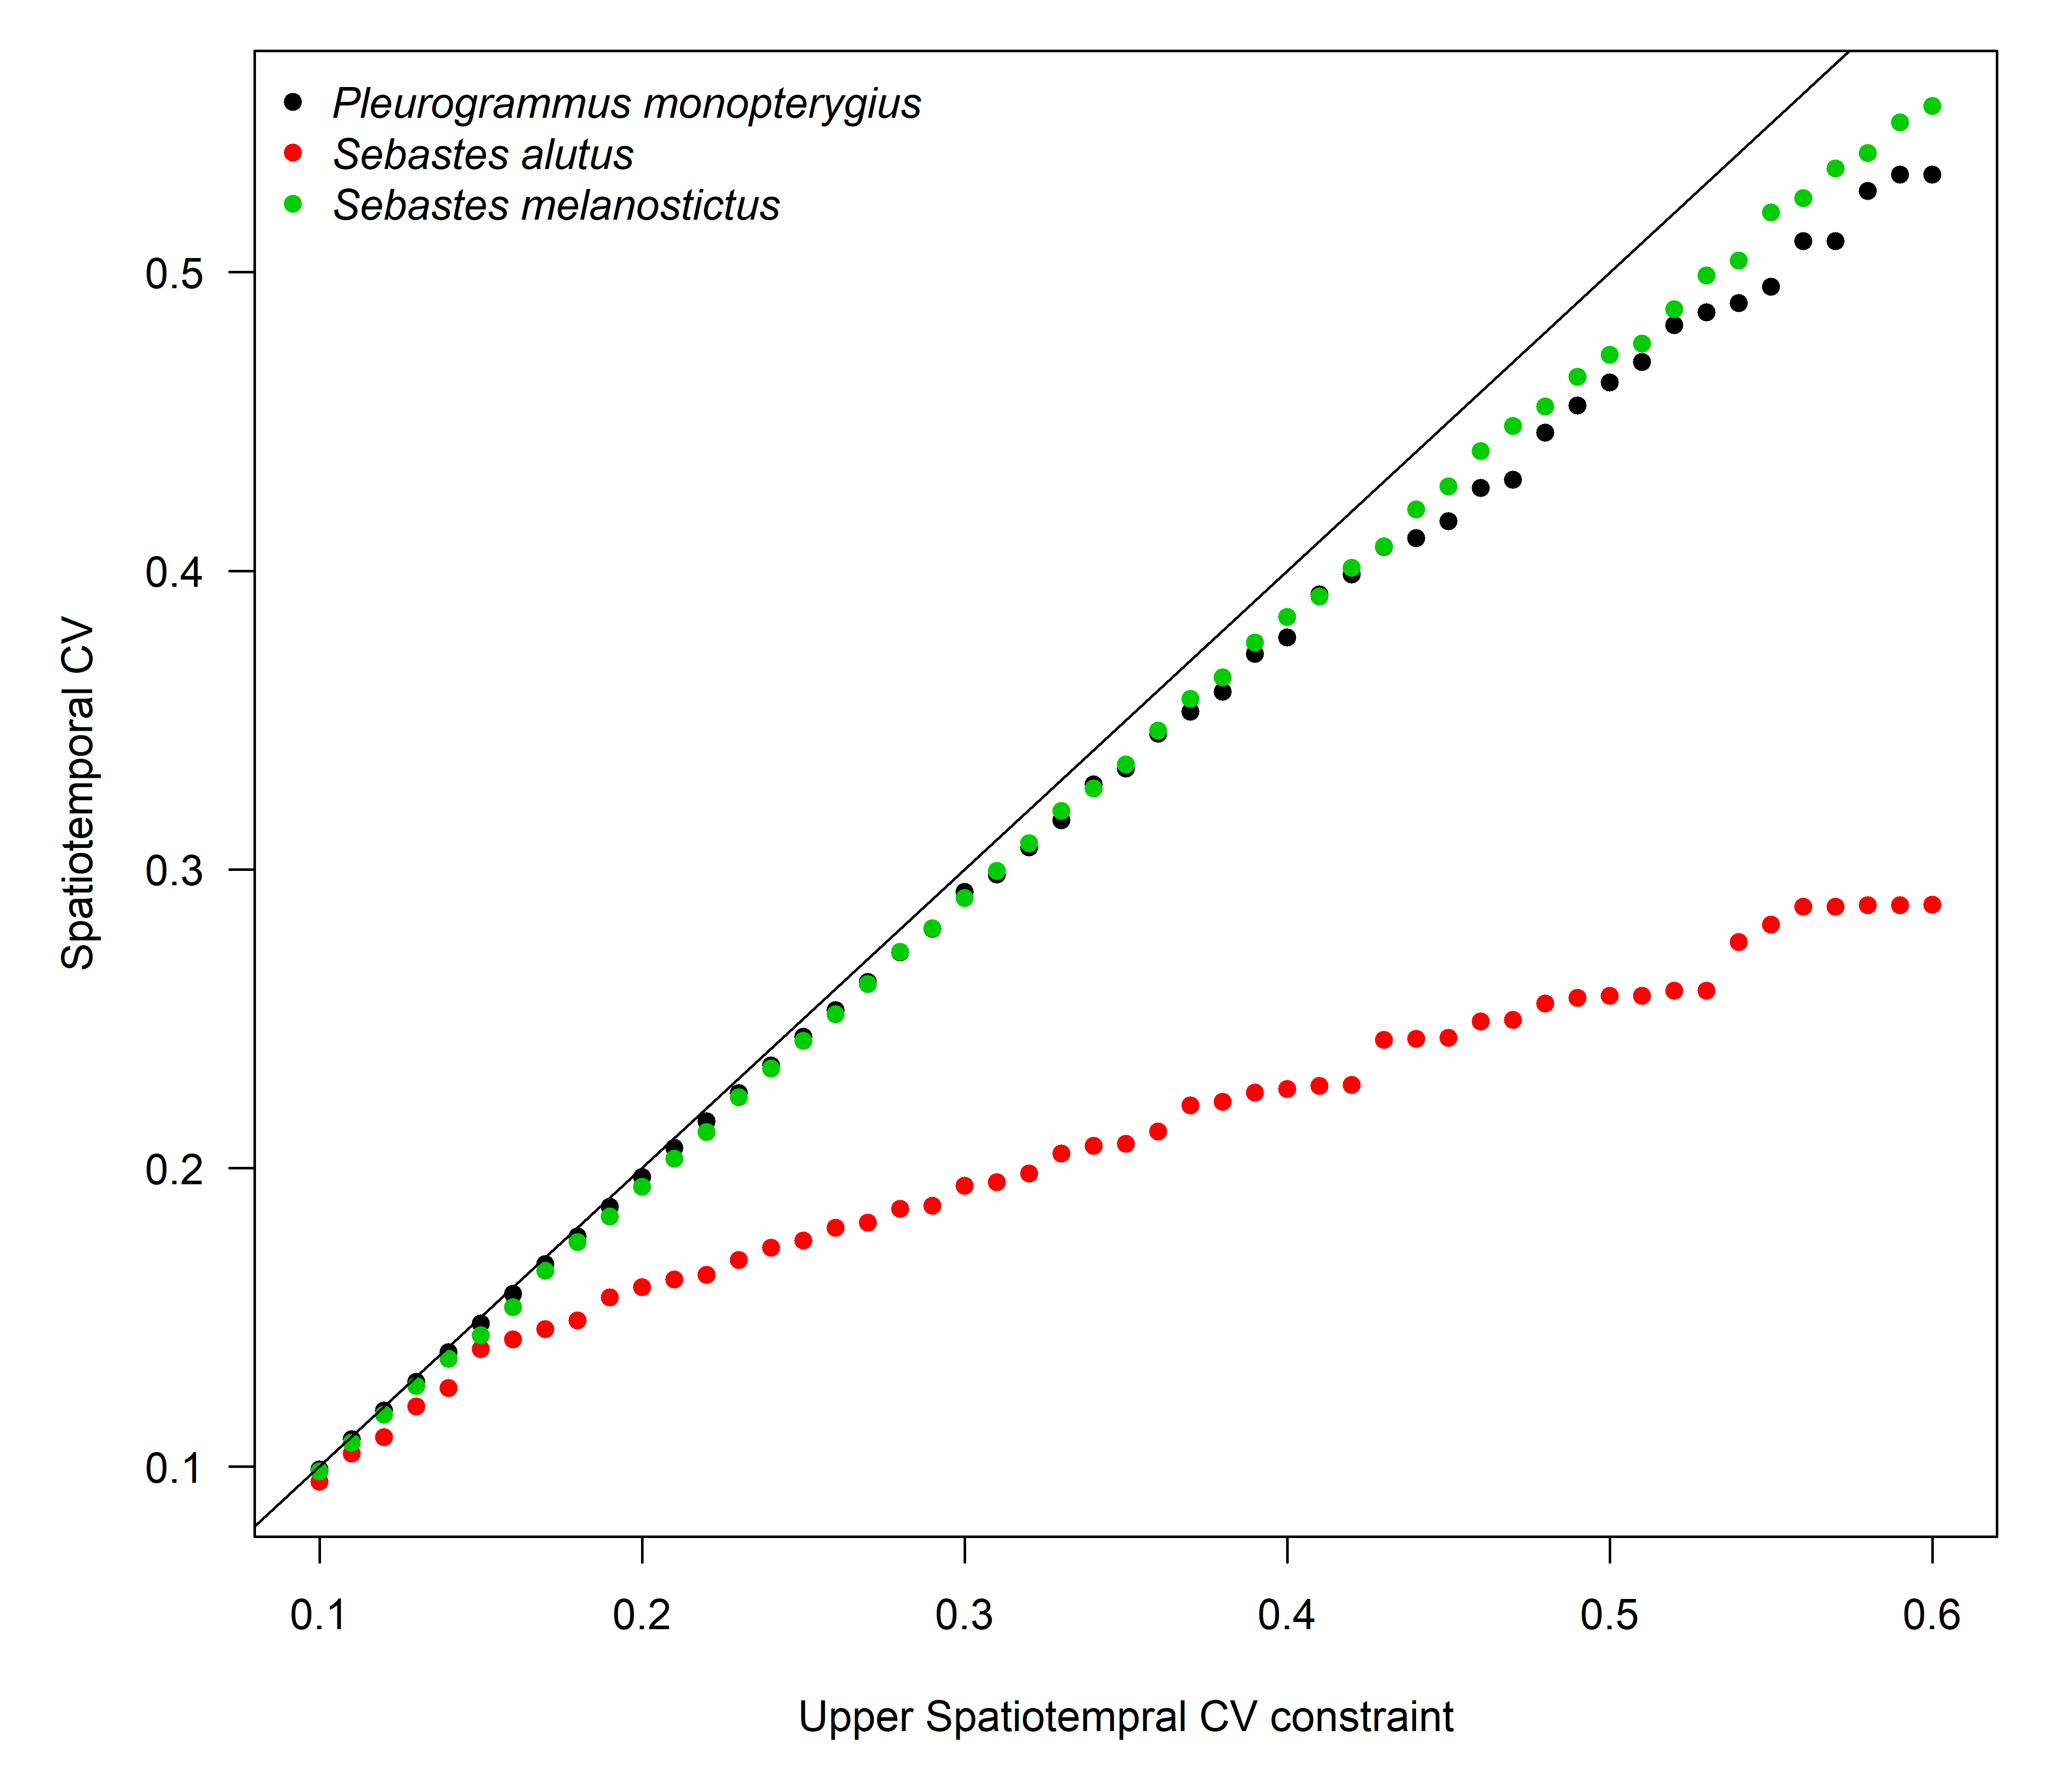 Pleurogrammus monopterygius
Sebastes alutus
Sebastes melanostictus
0.5
0.4
0.3
0.2
0.1
Spatiotemporal CV
0.1 0.2 0.3 0.4 0.5 0.6
Upper Spatiotempral CV constraint